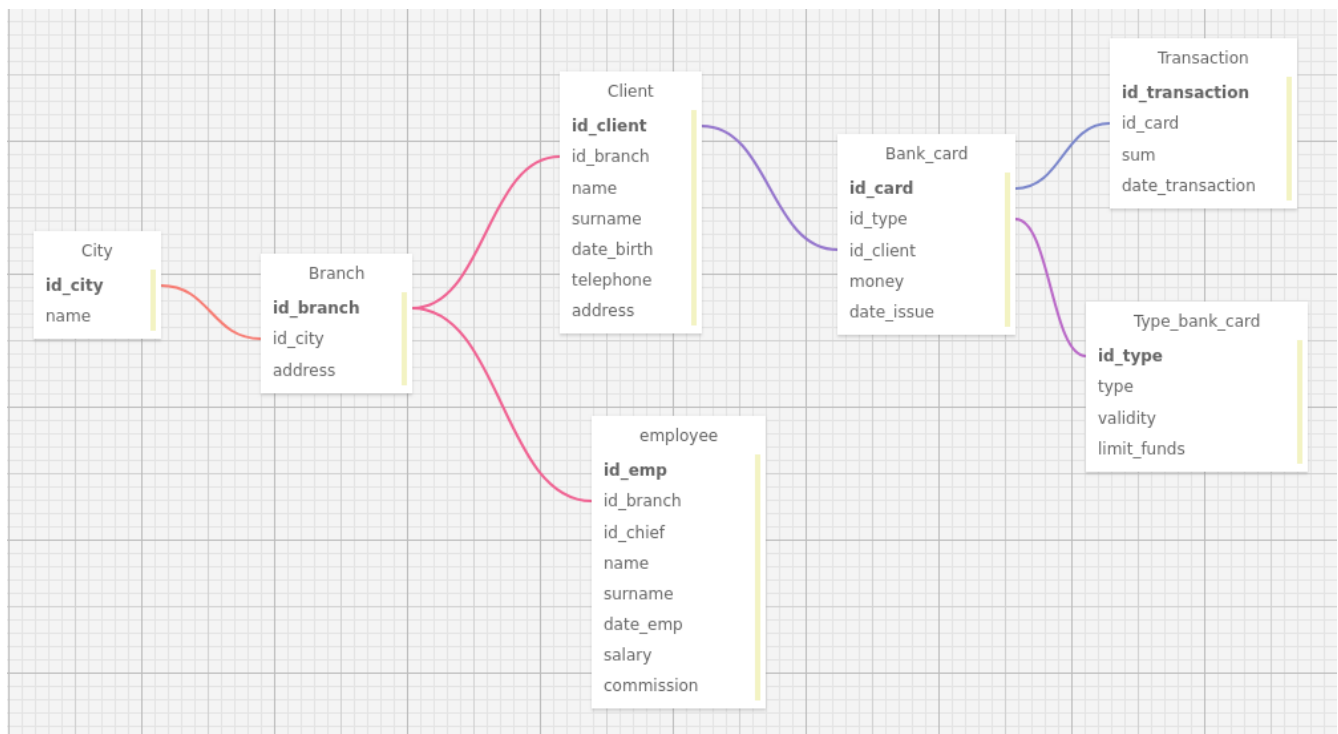 City
id_city
name
Branch
id_branch
id_city
address
Client
id_client
id_branch
name
surname
date_birth
telephone
address
employee
id_emp
id_branch
id_chief
name
surname
date_emp
salary
commission
Bank_card
id_card
id_type
id_client
money
date_issue
Transaction
id_transaction
id_card
sum
date_transaction
Type_bank_card
id_type
type
validity
limit_funds